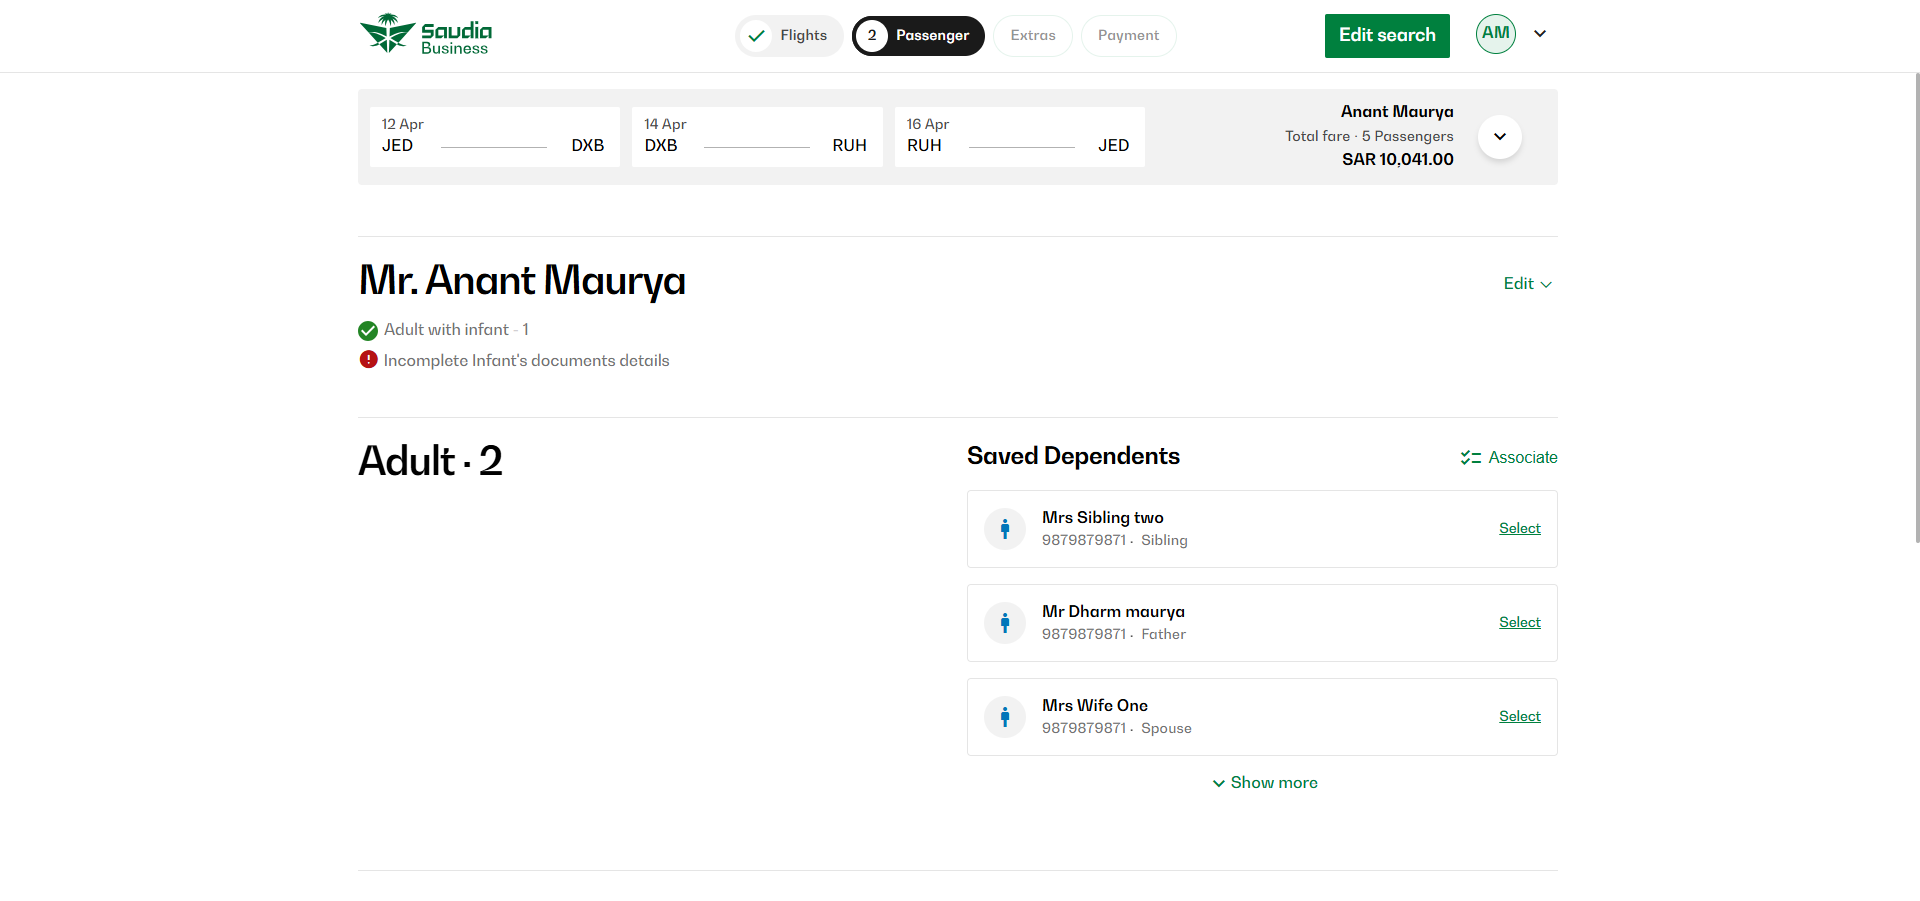 Saudia
Business
Flights
2 Passenger
Extras
Payment
Edit search
AM
12 Apr
JED DXB
14 Apr
DXB RUH
16 Apr
RUH JED
Anant Maurya
Total fare · 5 Passengers
SAR 10,041.00
Mr. Anant Maurya
Edit
Adult with infant - 1
Incomplete Infant's documents details
Adult · 2
Saved Dependents
Associate
Mrs Sibling two
9879879871 · Sibling
Select
Mr Dharm maurya
9879879871 · Father
Select
Mrs Wife One
9879879871 · Spouse
Select
Show more